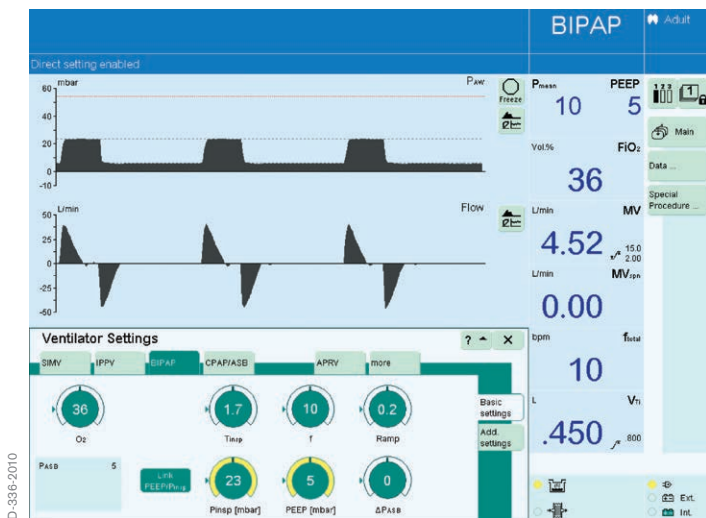 BIPAP
Adult
Direct setting enabled
mbar
Paw
60
40
20
0
-10
Freeze
Pmean
PEEP
10
5
Vol.%
FiO2
36
Main
Data ...
Special
Procedure ...
L/min
Flow
50
25
0
-25
-50
L/min
MV
4.52
15.0
2.00
L/min
MVspn
0.00
bpm
ftotal
10
L
VTi
.450
800
Ext.
Int.
Ventilator Settings
? X
SIMV
IPPV
BIPAP
CPAP/ASB
APRV
more
36
1.7
10
0.2
O2
Tinsp
f
Ramp
Basic
settings
Add.
settings
PASB 5
Link
PEEP/Pinsp
23
5
0
Pinsp [mbar]
PEEP [mbar]
ΔPASB
D-336-2010